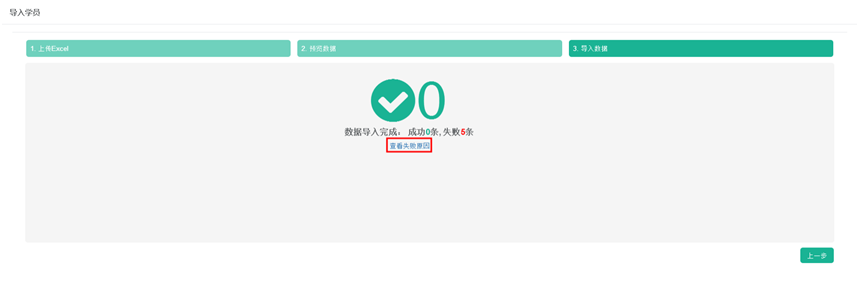 导入学员
1. 上传Excel
2. 预览数据
3. 导入数据
0
数据导入完成， 成功0条, 失败5条
查看失败原因
上一步